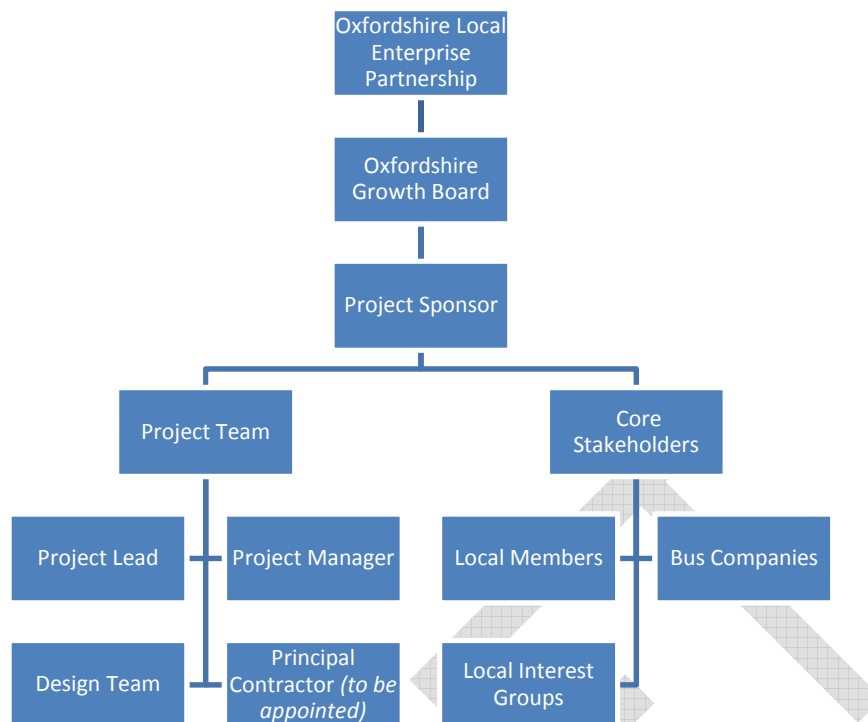 Oxfordshire Local
Enterprise
Partnership
Oxfordshire
Growth Board
Project Sponsor
Project Team
Core
Stakeholders
Project Lead
Project Manager
Local Members
Bus Companies
Design Team
Principal
Contractor (to be
appointed)
Local Interest
Groups